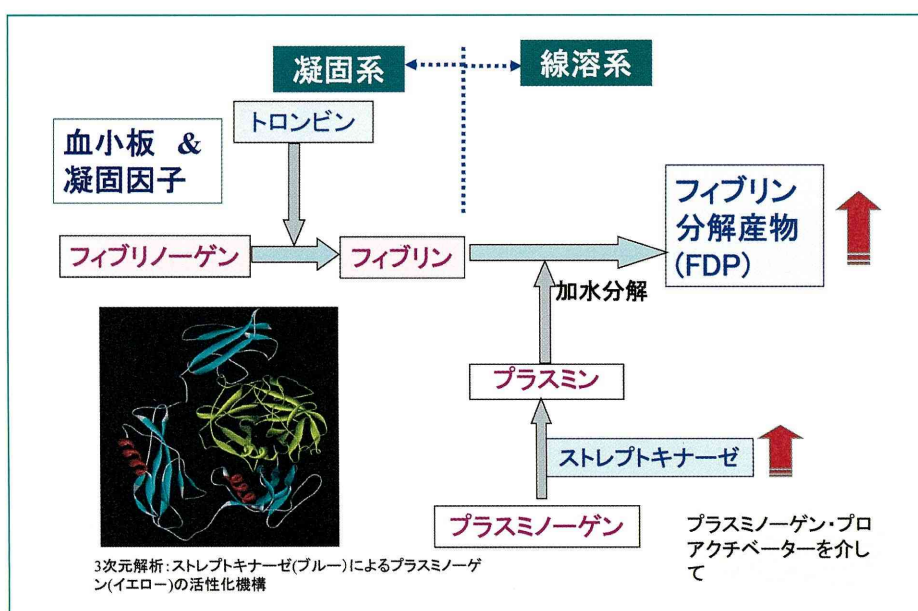 凝固系
線溶系
トロンビン
血小板 &
凝固因子
フィブリノーゲン
フィブリン
フィブリン
分解産物
(FDP)
加水分解
プラスミン
ストレプトキナーゼ
プラスミノーゲン
プラスミノーゲン・プロ
アクチベーターを介し
て
3次元解析:ストレプトキナーゼ(ブルー)によるプラスミノーゲ
ン(イエロー)の活性化機構